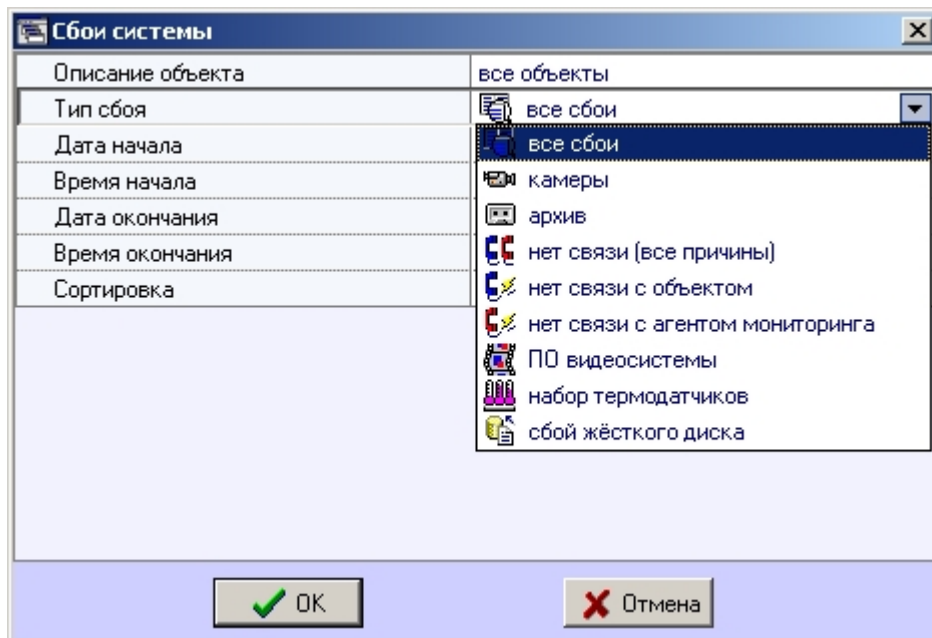 Сбои системы
Описание объекта все объекты
Тип сбоя все сбои
Дата начала все сбои
Время начала камеры
Дата окончания архив
Время окончания нет связи (все причины)
Сортировка нет связи с объектом
нет связи с агентом мониторинга
ПО видеосистемы
набор термодатчиков
сбой жёсткого диска
OK Отмена